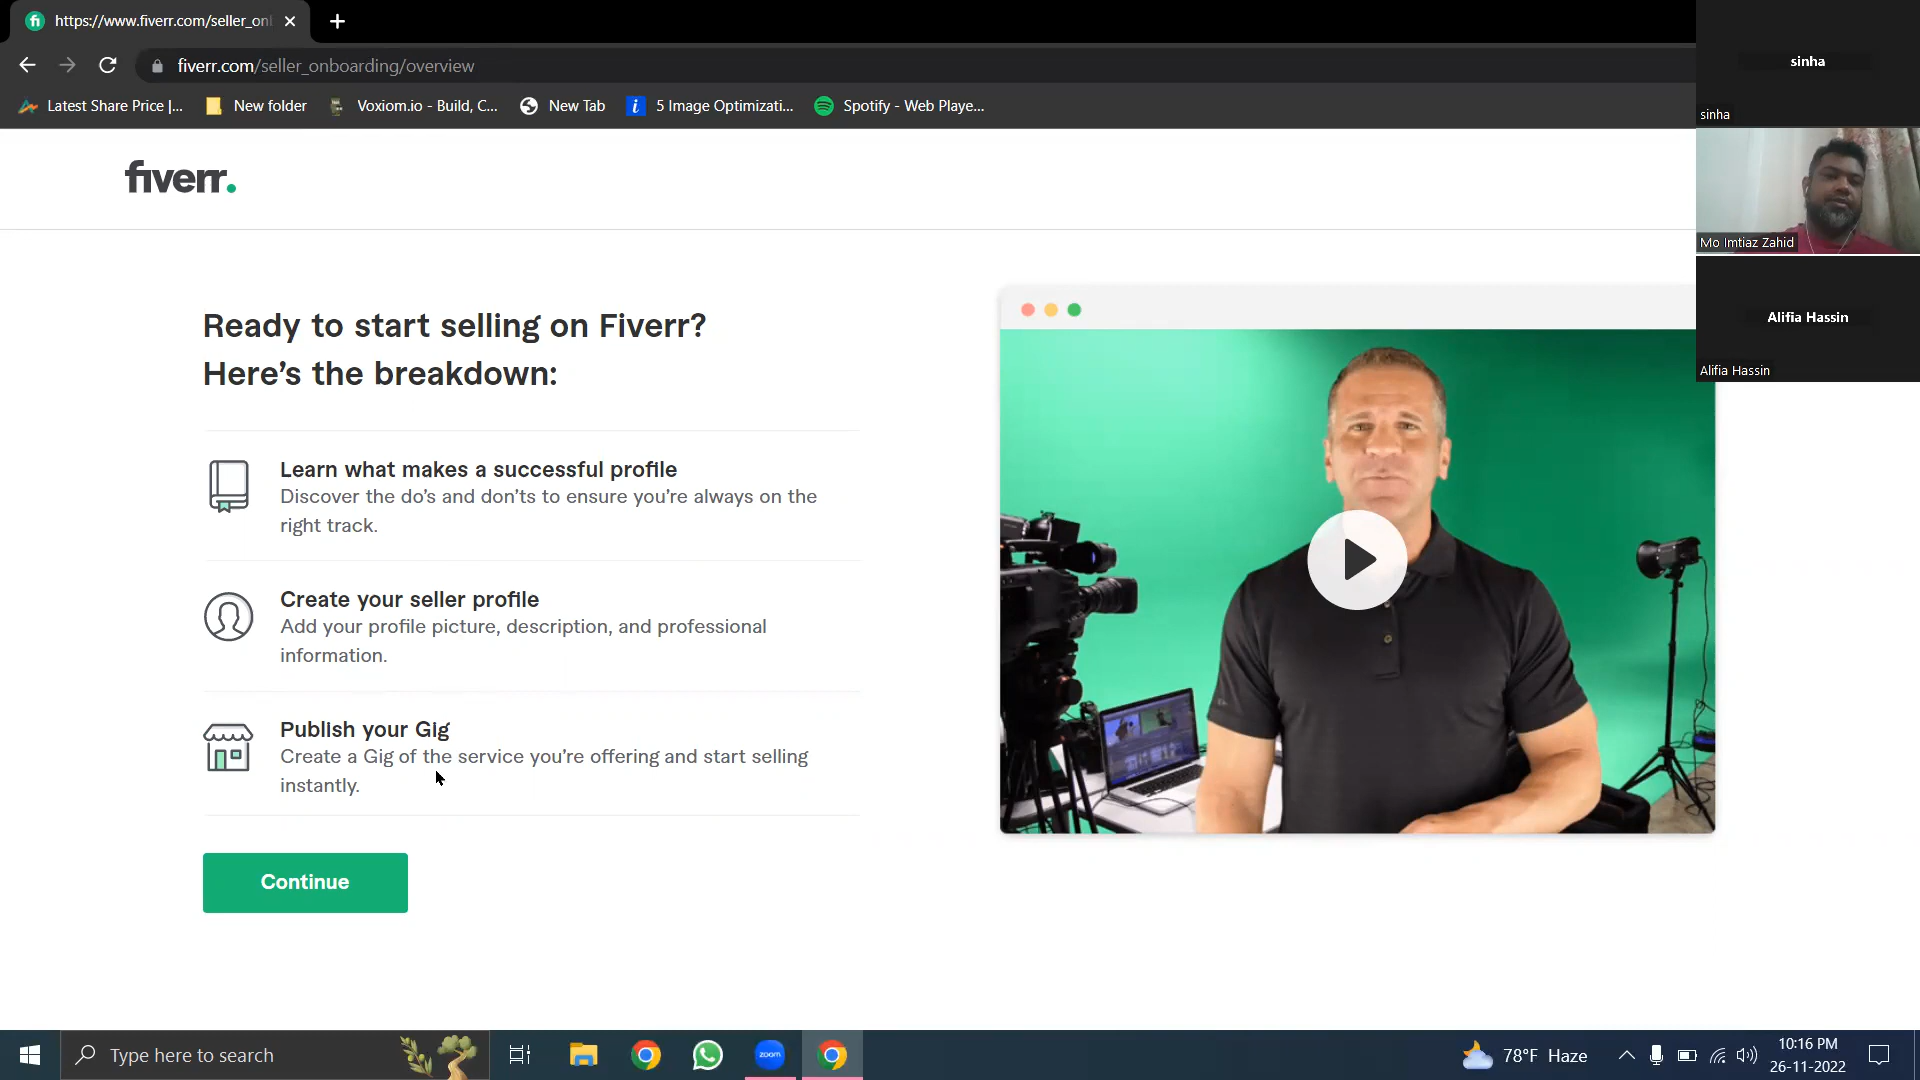 https://www.fiverr.com/seller_on
fiverr.com/seller_onboarding/overview
Latest Share Price |...
New folder
Voxiom.io - Build, C...
New Tab
5 Image Optimizati...
Spotify - Web Playe...
sinha
sinha
Mo Imtiaz Zahid
Alifia Hassin
Alifia Hassin
fiverr.
Ready to start selling on Fiverr?
Here's the breakdown:
Learn what makes a successful profile
Discover the do's and don'ts to ensure you're always on the
right track.
Create your seller profile
Add your profile picture, description, and professional
information.
Publish your Gig
Create a Gig of the service you're offering and start selling
instantly.
Continue
Type here to search
zoom
78°F Haze
10:16 PM
26-11-2022